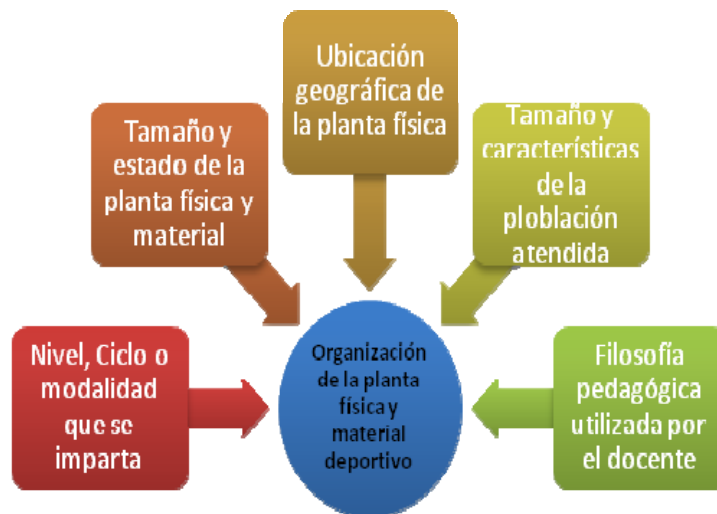 Ubicación
geográfica de
la planta física
Tamaño y
estado de la
planta física y
material
Tamaño y
características
de la
ploblación
atendida
Nivel, Ciclo o
modalidad
que se
imparta
Organización
de la planta
física y
material
deportivo
Filosofía
pedagógica
utilizada por
el docente